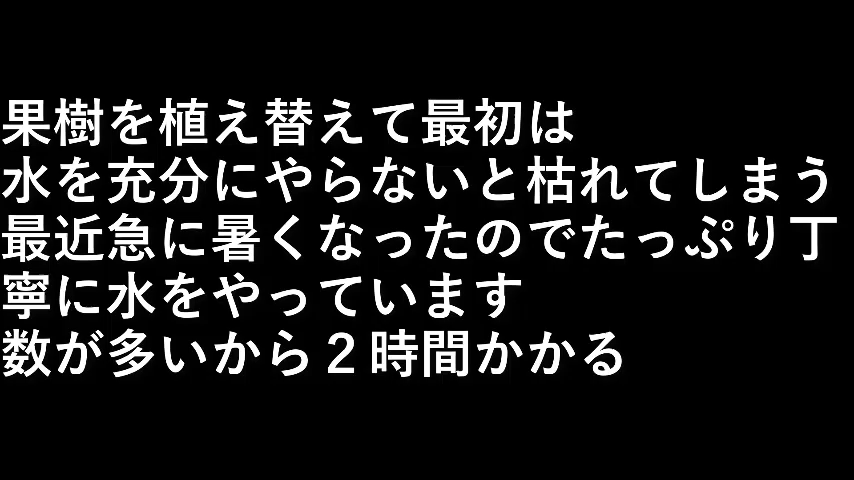 果樹を植え替えて最初は
水を充分にやらないと枯れてしまう
最近急に暑くなったのでたっぷり丁
寧に水をやっています
数が多いから２時間かかる